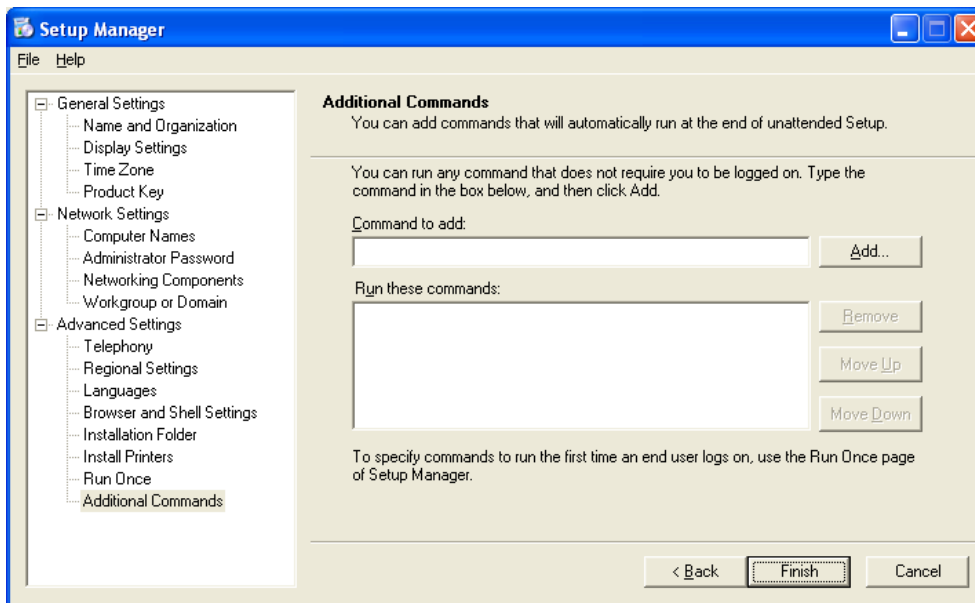 Setup Manager
File Help
General Settings
Name and Organization
Display Settings
Time Zone
Product Key
Network Settings
Computer Names
Administrator Password
Networking Components
Workgroup or Domain
Advanced Settings
Telephony
Regional Settings
Languages
Browser and Shell Settings
Installation Folder
Install Printers
Run Once
Additional Commands
Additional Commands
You can add commands that will automatically run at the end of unattended Setup.
You can run any command that does not require you to be logged on. Type the
command in the box below, and then click Add.
Command to add:
Add...
Run these commands:
Remove
Move Up
Move Down
To specify commands to run the first time an end user logs on, use the Run Once page
of Setup Manager.
< Back Finish Cancel